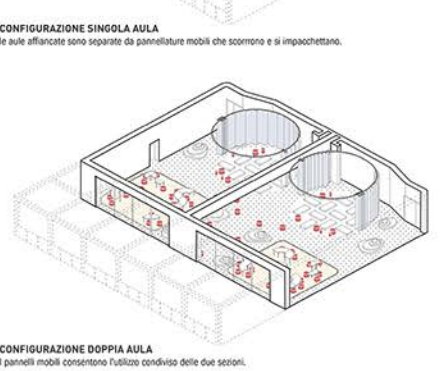 CONFIGURAZIONE SINGOLA AULA
le aule affiancate sono separate da pannellature mobili che scorrrono e si impacchettano.
CONFIGURAZIONE DOPPIA AULA
I pannelli mobili consentono l'utilizzo condiviso delle due sezioni.